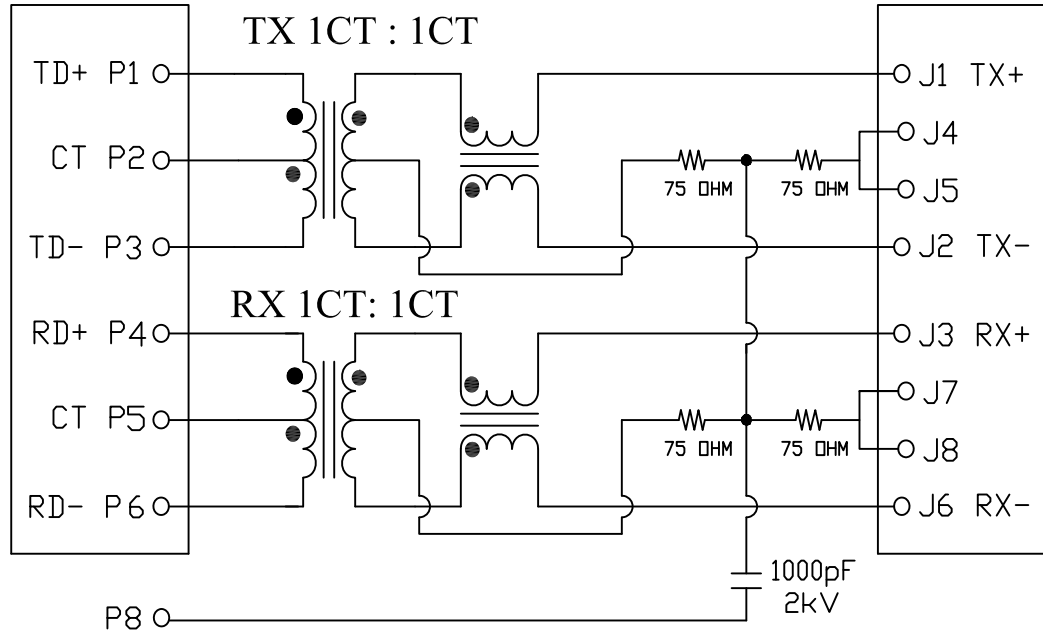 TX 1CT : 1CT
TD+ P1
J1 TX+
J4
CT P2
75 OHM
75 OHM
J5
TD- P3
J2 TX-
RX 1CT: 1CT
RD+ P4
J3 RX+
J7
CT P5
75 OHM
75 OHM
J8
RD- P6
J6 RX-
1000pF
2kV
P8